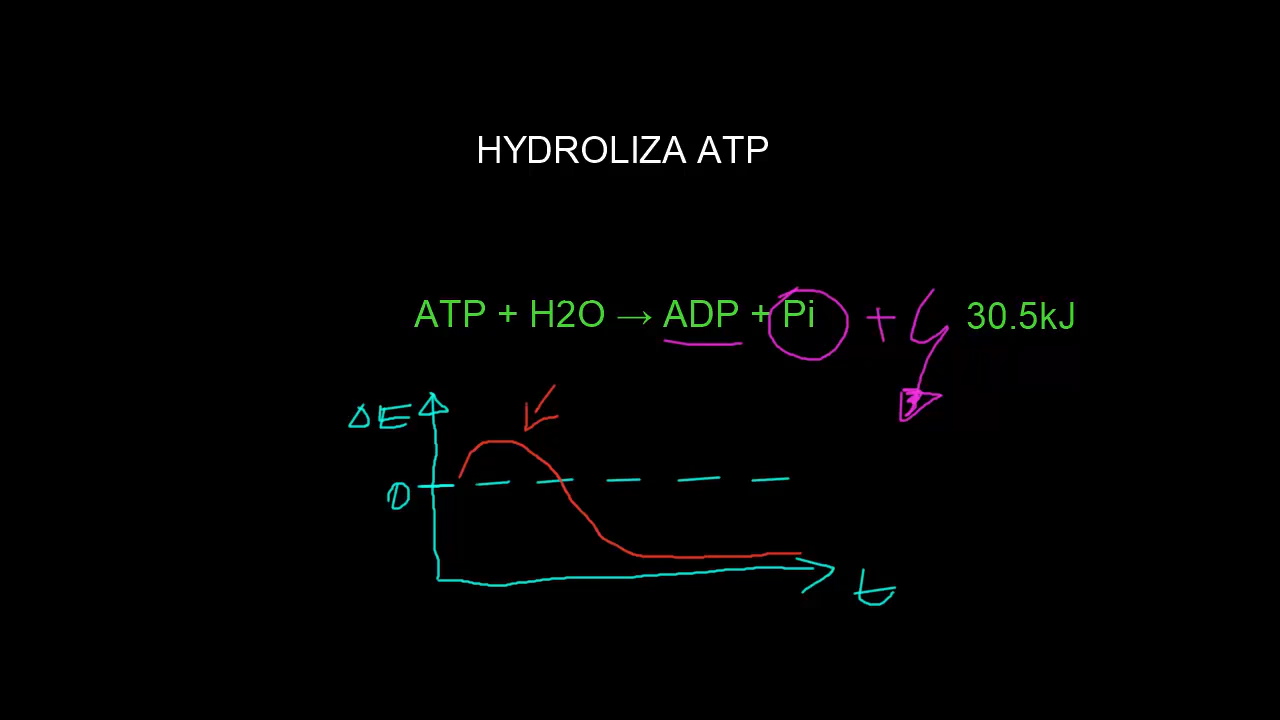 HYDROLIZA ATP
ATP + H2O → ADP + Pi + 30.5kJ
ΔE
0
t